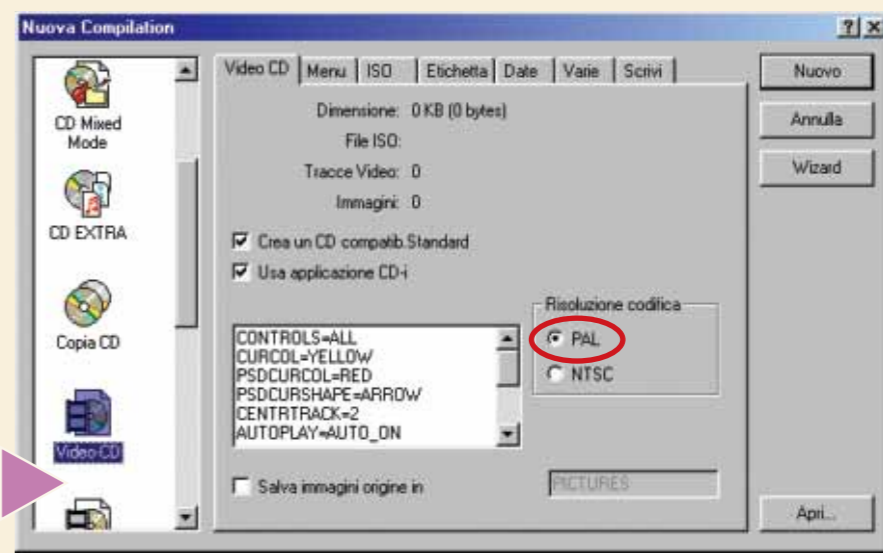 Nuova Compilation
CD Mixed
Mode
CD EXTRA
Copia CD
Video CD
Video CD Menu ISO Etichetta Date Varie Scrivi
Dimensione: 0 KB (0 bytes)
File ISO:
Tracce Video: 0
Immagini: 0
Crea un CD compatib.Standard
Usa applicazione CD-i
CONTROLS=ALL
CURCOL=YELLOW
PSDCURCOL=RED
PSDCURSHAPE=ARROW
CENTRTRACK=2
AUTOPLAY=AUTO_ON
Risoluzione codifica
PAL
NTSC
Salva immagini origine in
PICTURES
Nuovo
Annulla
Wizard
Apri...